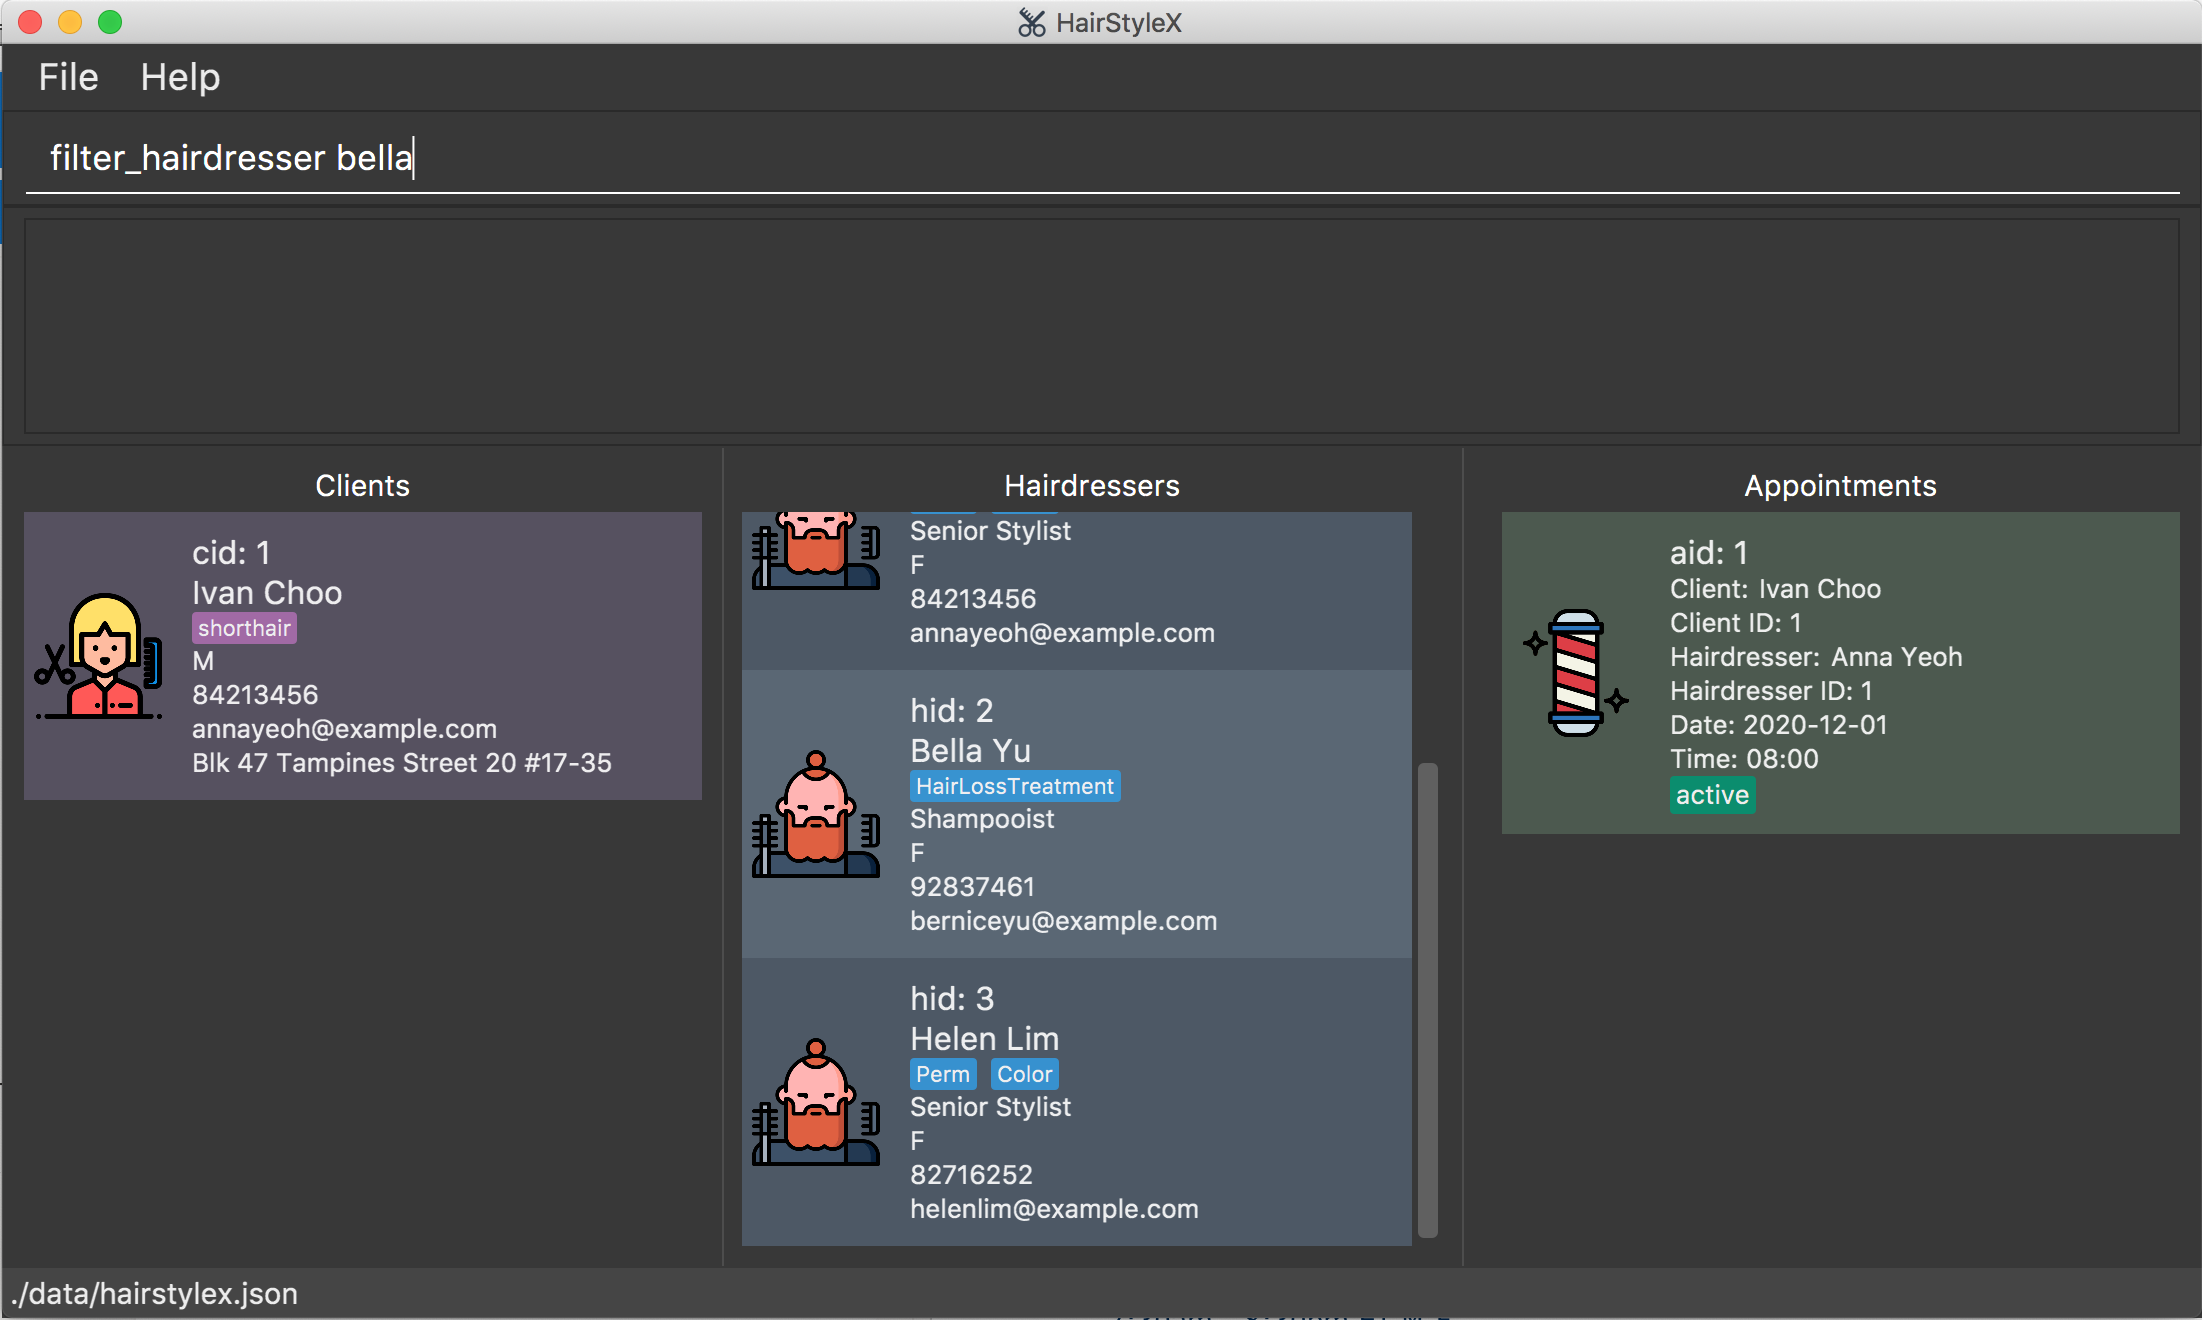 HairStyleX
File Help
filter_hairdresser bella
Clients
cid: 1
Ivan Choo
shorthair
M
84213456
annayeoh@example.com
Blk 47 Tampines Street 20 #17-35
Hairdressers
Senior Stylist
F
84213456
annayeoh@example.com
hid: 2
Bella Yu
HairLossTreatment
Shampooist
F
92837461
berniceyu@example.com
hid: 3
Helen Lim
Perm Color
Senior Stylist
F
82716252
helenlim@example.com
Appointments
aid: 1
Client: Ivan Choo
Client ID: 1
Hairdresser: Anna Yeoh
Hairdresser ID: 1
Date: 2020-12-01
Time: 08:00
active
./data/hairstylex.json